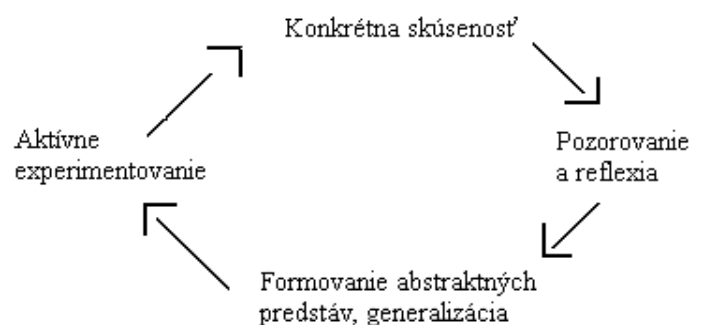 Konkrétna skúsenosť
Aktívne
experimentovanie
Pozorovanie
a reflexia
Formovanie abstraktných
predstáv, generalizácia